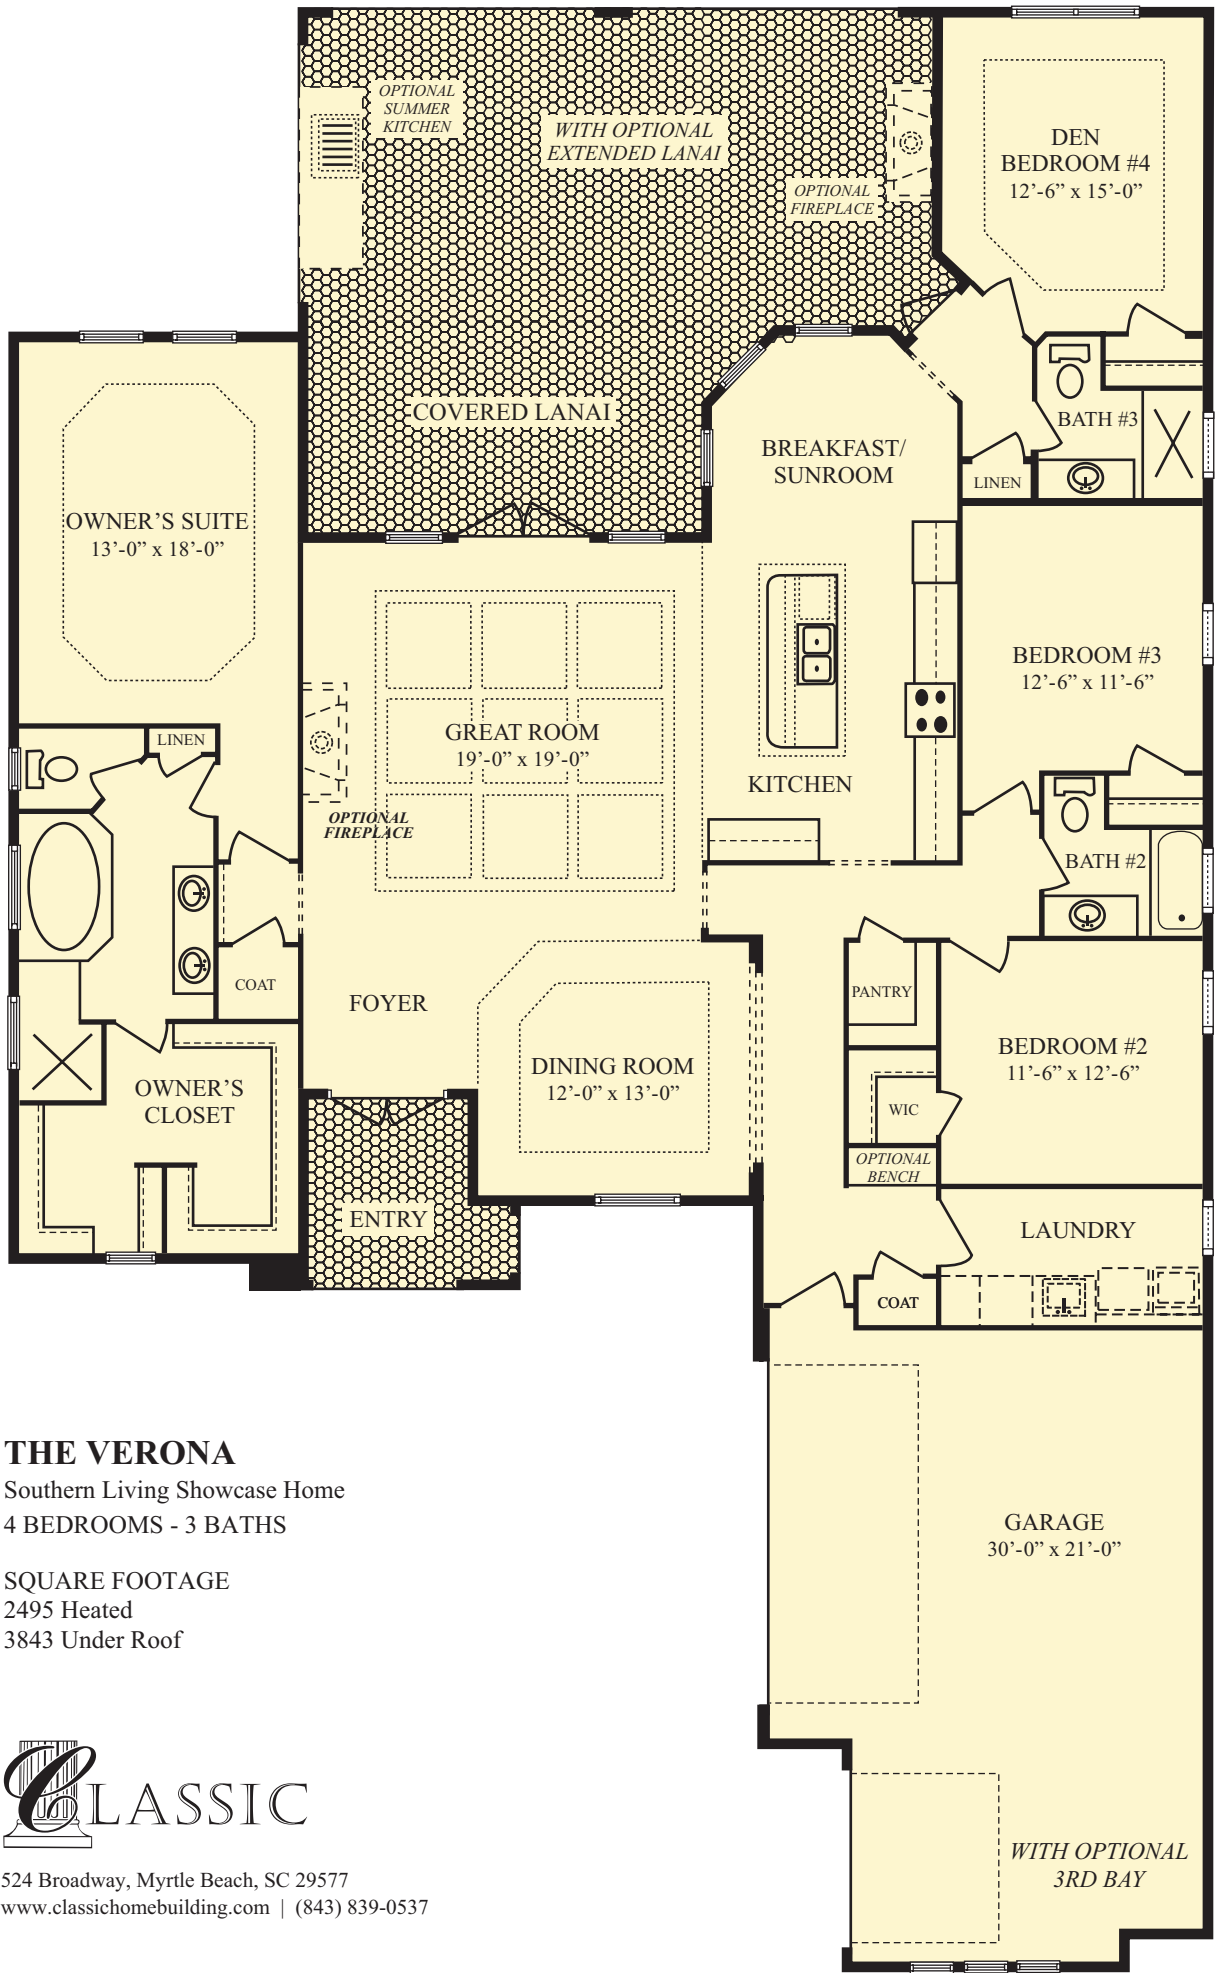 OPTIONAL
SUMMER
KITCHEN
WITH OPTIONAL
EXTENDED LANAI
OPTIONAL
FIREPLACE
DEN
BEDROOM #4
12'-6” x 15’-0”
COVERED LANAI
BREAKFAST/
SUNROOM
BATH #3
LINEN
OWNER’S SUITE
13’-0” x 18’-0”
BEDROOM #3
12’-6” x 11’-6”
LINEN
GREAT ROOM
19’-0” x 19’-0”
KITCHEN
OPTIONAL
FIREPLACE
BATH #2
COAT
FOYER
PANTRY
DINING ROOM
12’-0” x 13’-0”
BEDROOM #2
11’-6” x 12’-6”
OWNER’S
CLOSET
WIC
OPTIONAL
BENCH
ENTRY
LAUNDRY
COAT
GARAGE
30’-0” x 21’-0”
WITH OPTIONAL
3RD BAY
THE VERONA
Southern Living Showcase Home
4 BEDROOMS - 3 BATHS
SQUARE FOOTAGE
2495 Heated
3843 Under Roof
CLASSIC
524 Broadway, Myrtle Beach, SC 29577
www.classichomebuilding.com | (843) 839-0537